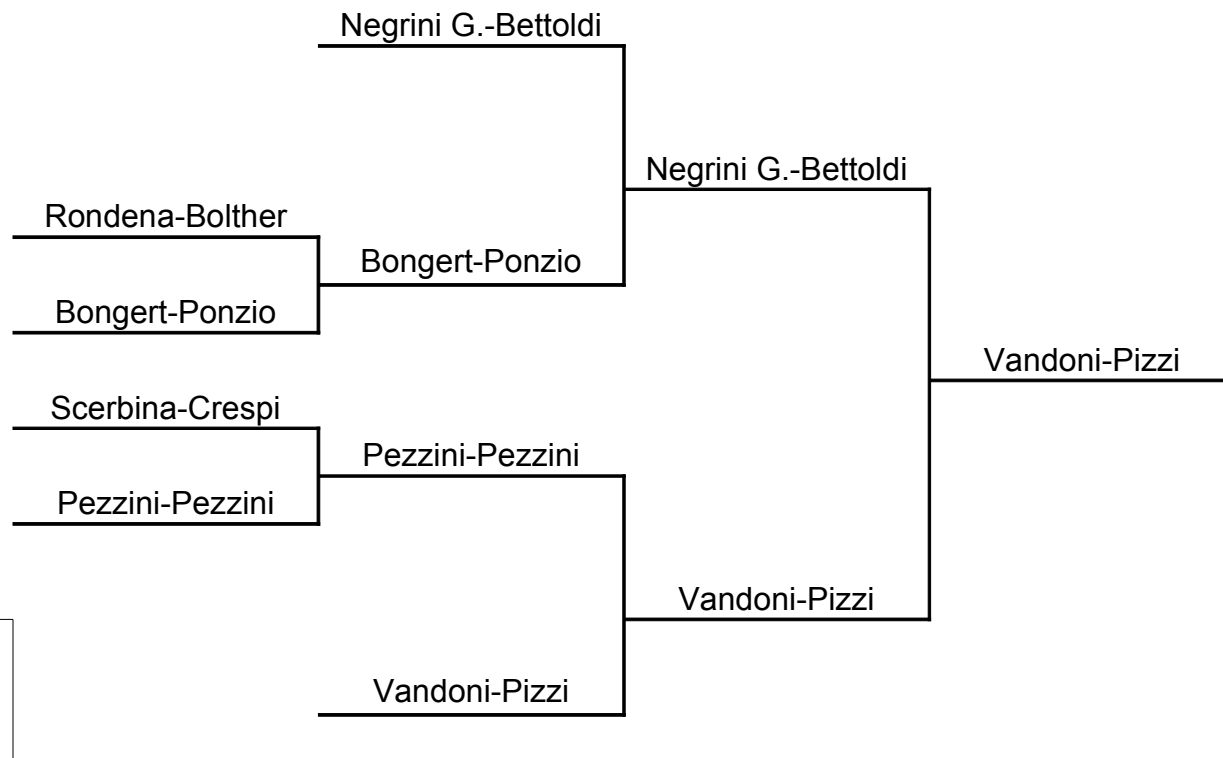 Negrini G.-Bettoldi
Negrini G.-Bettoldi
Rondena-Bolther
Bongert-Ponzio
Bongert-Ponzio
Vandoni-Pizzi
Scerbina-Crespi
Pezzini-Pezzini
Pezzini-Pezzini
Vandoni-Pizzi
Vandoni-Pizzi